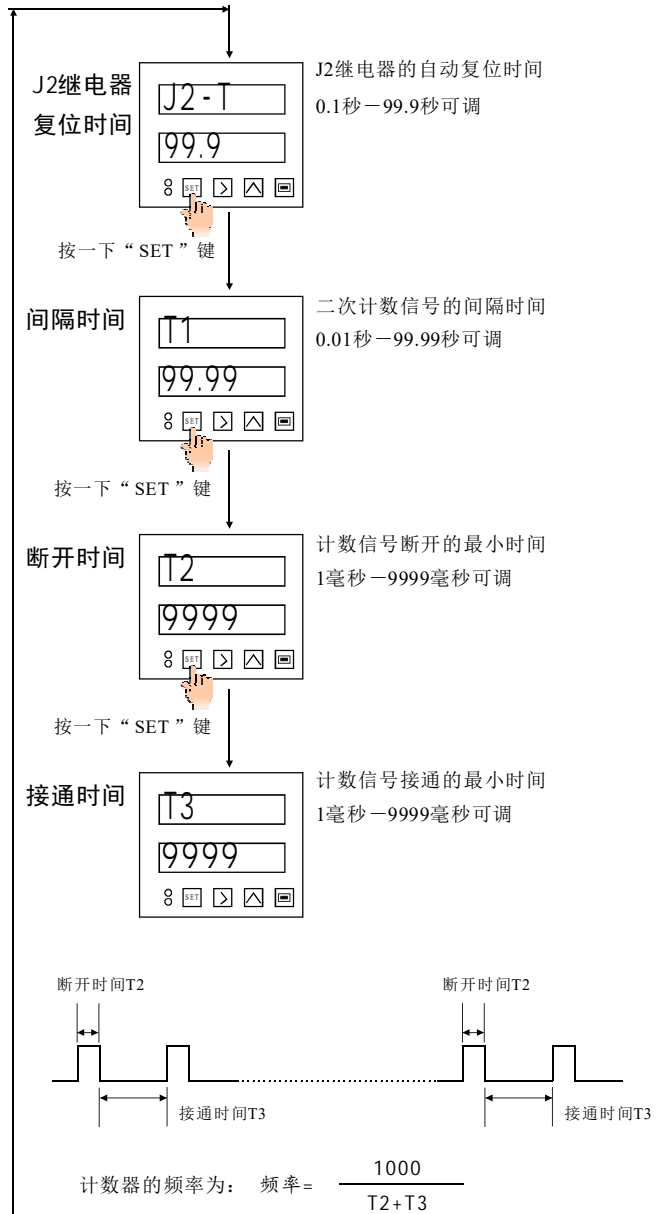 J2继电器
复位时间
J2-T
99.9
SET
J2继电器的自动复位时间
0.1秒－99.9秒可调
按一下“SET”键
间隔时间
T1
99.99
SET
二次计数信号的间隔时间
0.01秒－99.99秒可调
按一下“SET”键
断开时间
T2
9999
SET
计数信号断开的最小时间
1毫秒－9999毫秒可调
按一下“SET”键
接通时间
T3
9999
SET
计数信号接通的最小时间
1毫秒－9999毫秒可调
断开时间T2
断开时间T2
接通时间T3
接通时间T3
计数器的频率为： 频率= 1000
T2+T3